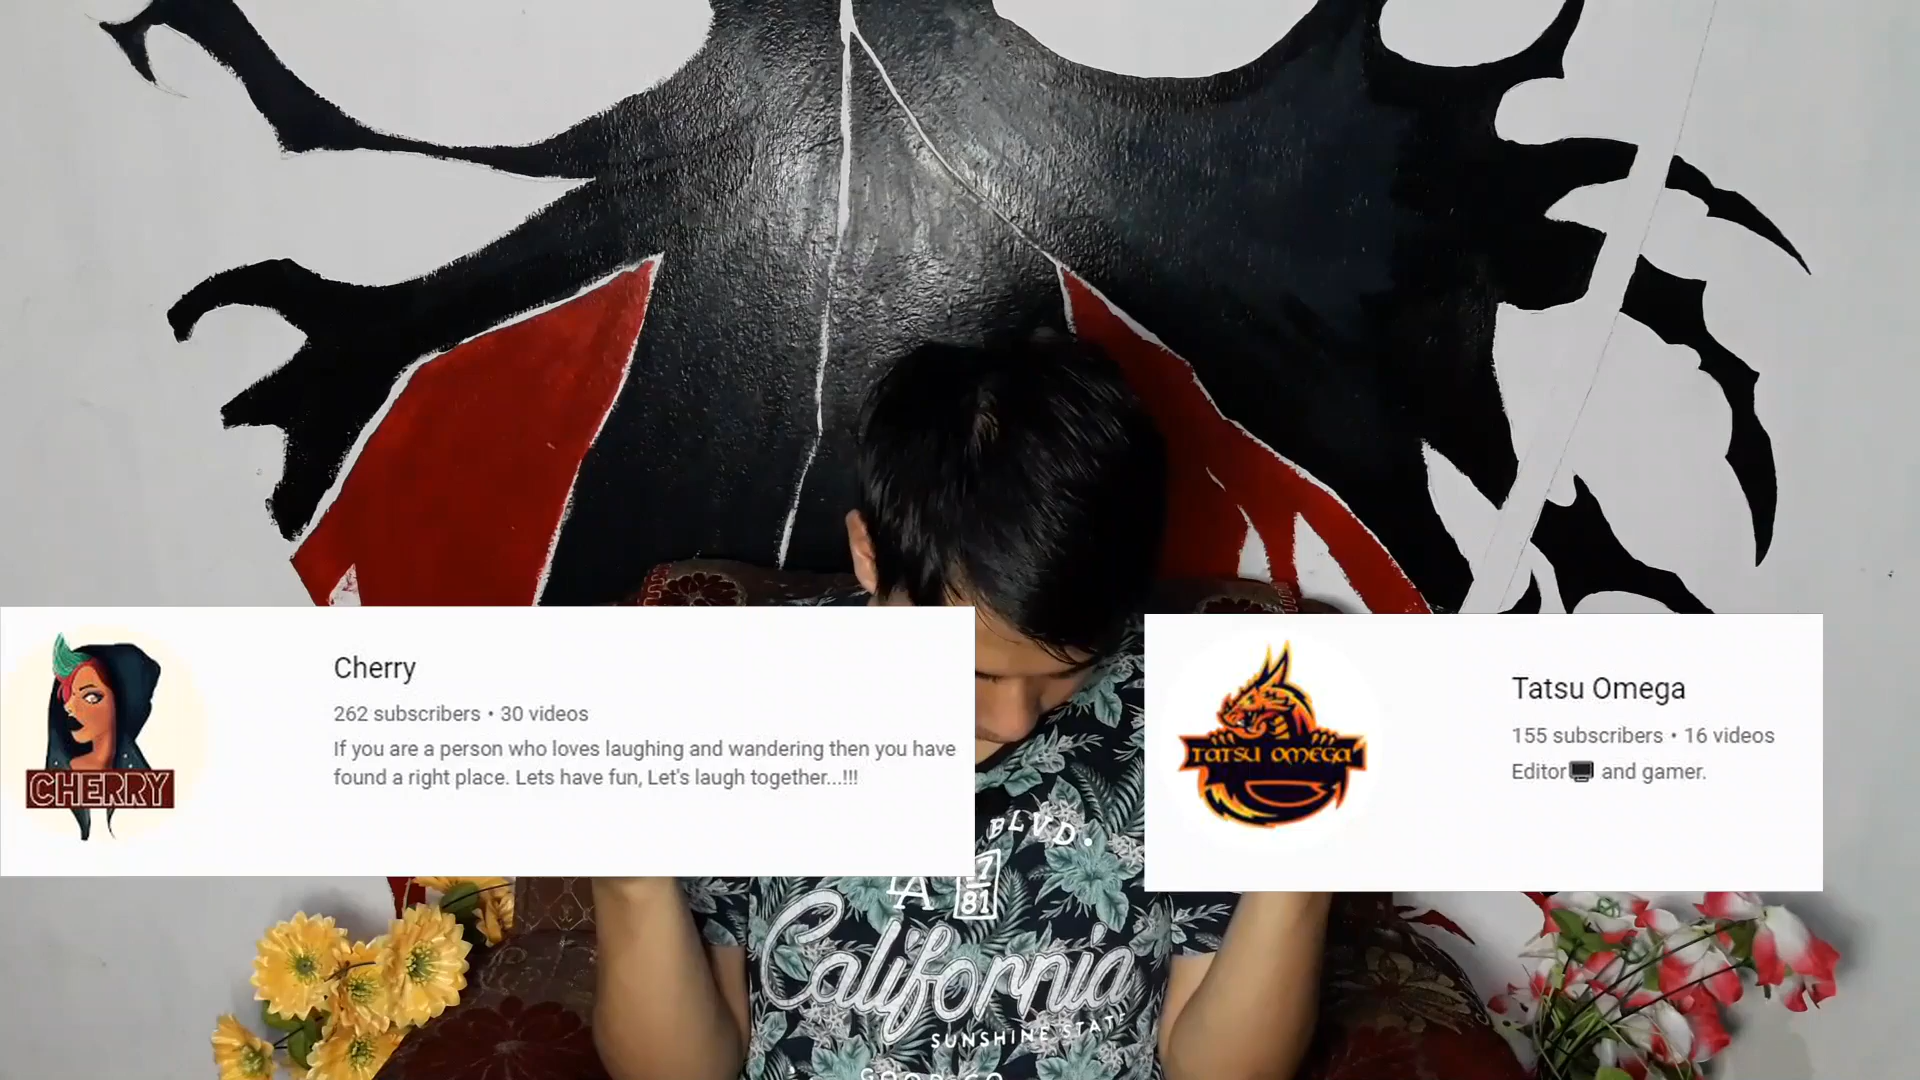 Cherry
262 subscribers • 30 videos
If you are a person who loves laughing and wandering then you have
found a right place. Lets have fun, Let's laugh together...!!!
CHERRY
Tatsu Omega
155 subscribers • 16 videos
Editor🖥 and gamer.
TATSU OMEGA
BLVD.
LA
81
California
SUNSHINE STATE